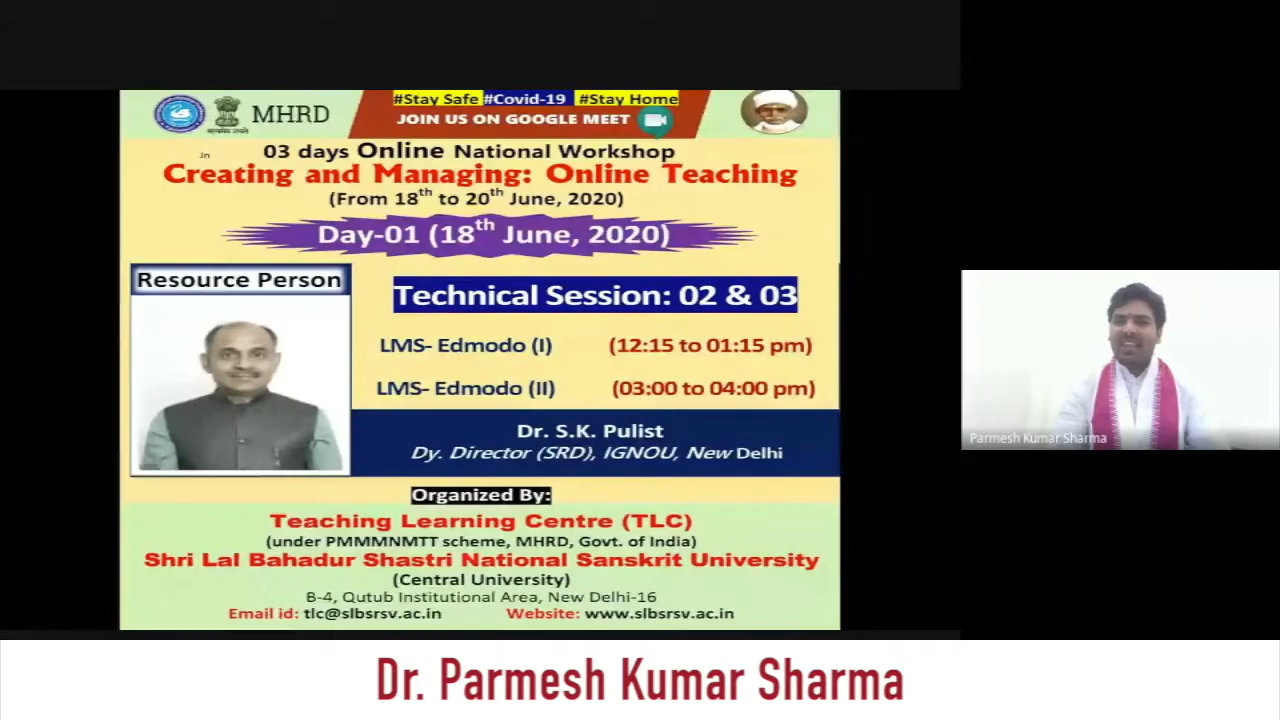 #Stay Safe #Covid-19 #Stay Home
MHRD
JOIN US ON GOOGLE MEET
सत्यमेव जयते
03 days Online National Workshop
Creating and Managing: Online Teaching
(From 18th to 20th June, 2020)
Day-01 (18th June, 2020)
Resource Person
Technical Session: 02 & 03
LMS- Edmodo (I) (12:15 to 01:15 pm)
LMS- Edmodo (II) (03:00 to 04:00 pm)
Dr. S.K. Pulist
Dy. Director (SRD), IGNOU, New Delhi
Parmesh Kumar Sharma
Organized By:
Teaching Learning Centre (TLC)
(under PMMMNMTT scheme, MHRD, Govt. of India)
Shri Lal Bahadur Shastri National Sanskrit University
(Central University)
B-4, Qutub Institutional Area, New Delhi-16
Email id: tlc@slbsrsv.ac.in Website: www.slbsrsv.ac.in
Dr. Parmesh Kumar Sharma